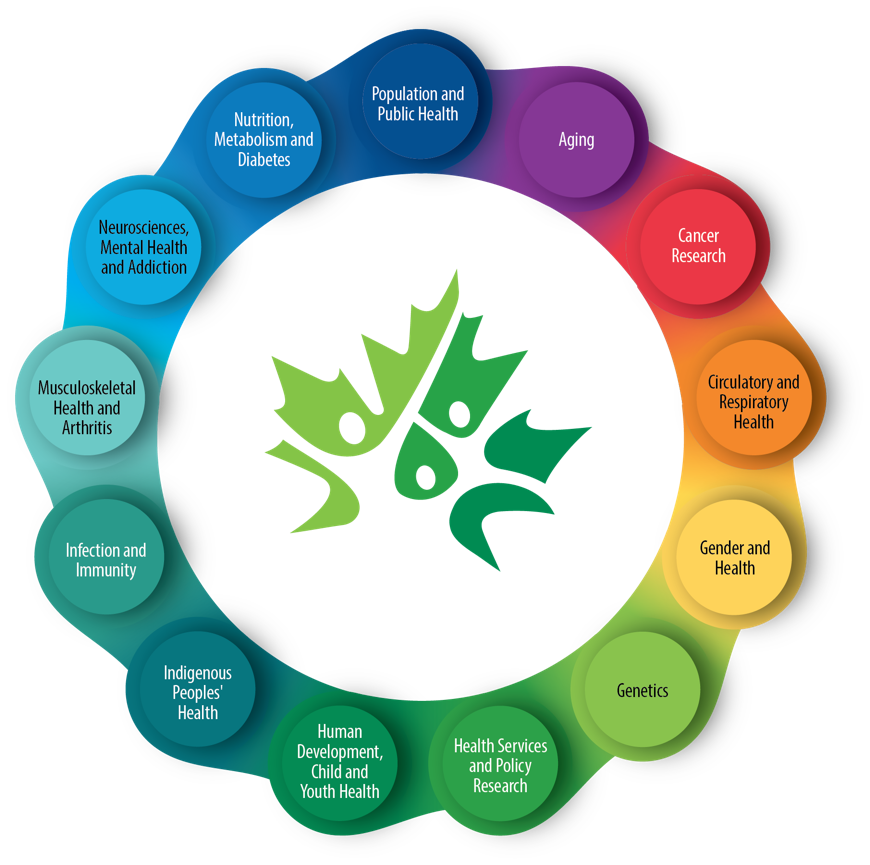 Population and
Public Health
Aging
Cancer
Research
Circulatory and
Respiratory
Health
Gender and
Health
Genetics
Health Services
and Policy
Research
Human
Development,
Child and
Youth Health
Indigenous
Peoples'
Health
Infection and
Immunity
Musculoskeletal
Health and
Arthritis
Neurosciences,
Mental Health
and Addiction
Nutrition,
Metabolism and
Diabetes